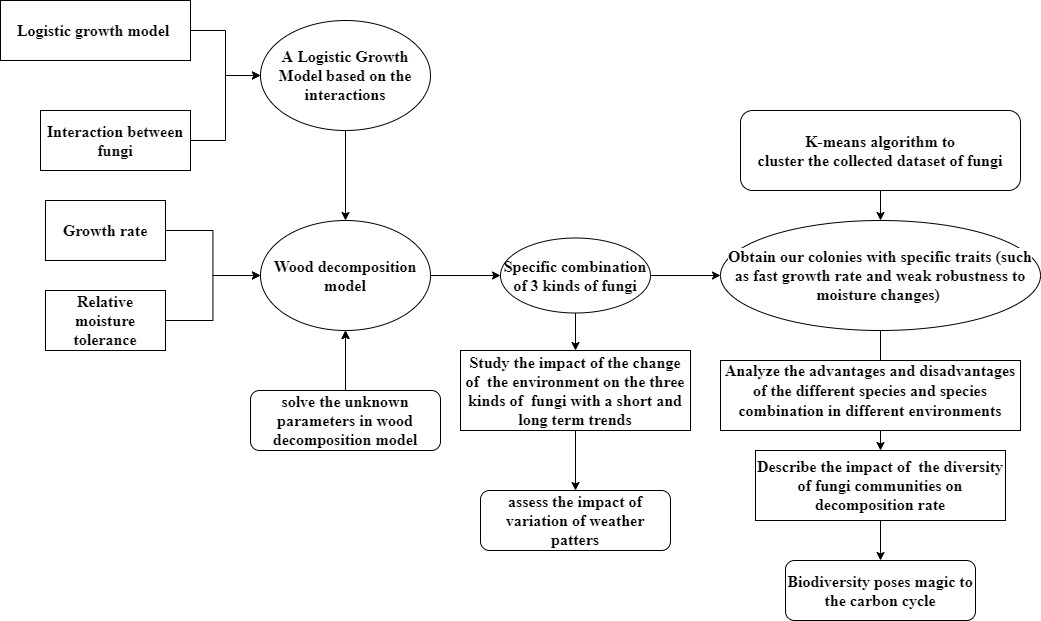 Logistic growth model
A Logistic Growth
Model based on the
interactions
Interaction between
fungi
K-means algorithm to
cluster the collected dataset of fungi
Growth rate
Relative
moisture
tolerance
Wood decomposition
model
Specific combination
of 3 kinds of fungi
Obtain our colonies with specific traits (such
as fast growth rate and weak robustness to
moisture changes)
solve the unknown
parameters in wood
decomposition model
Study the impact of the change
of the environment on the three
kinds of fungi with a short and
long term trends
Analyze the advantages and disadvantages
of the different species and species
combination in different environments
assess the impact of
variation of weather
patters
Describe the impact of the diversity
of fungi communities on
decomposition rate
Biodiversity poses magic to
the carbon cycle